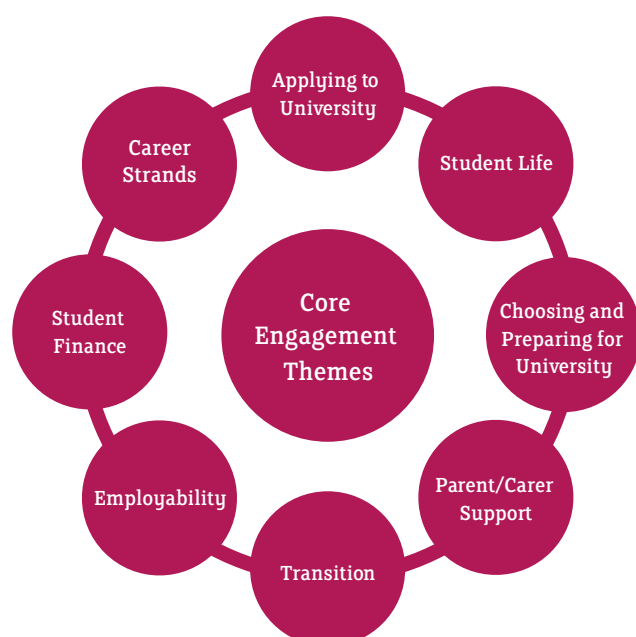 Applying to
University
Student Life
Choosing and
Preparing for
University
Parent/Carer
Support
Transition
Employability
Student
Finance
Career
Strands
Core
Engagement
Themes